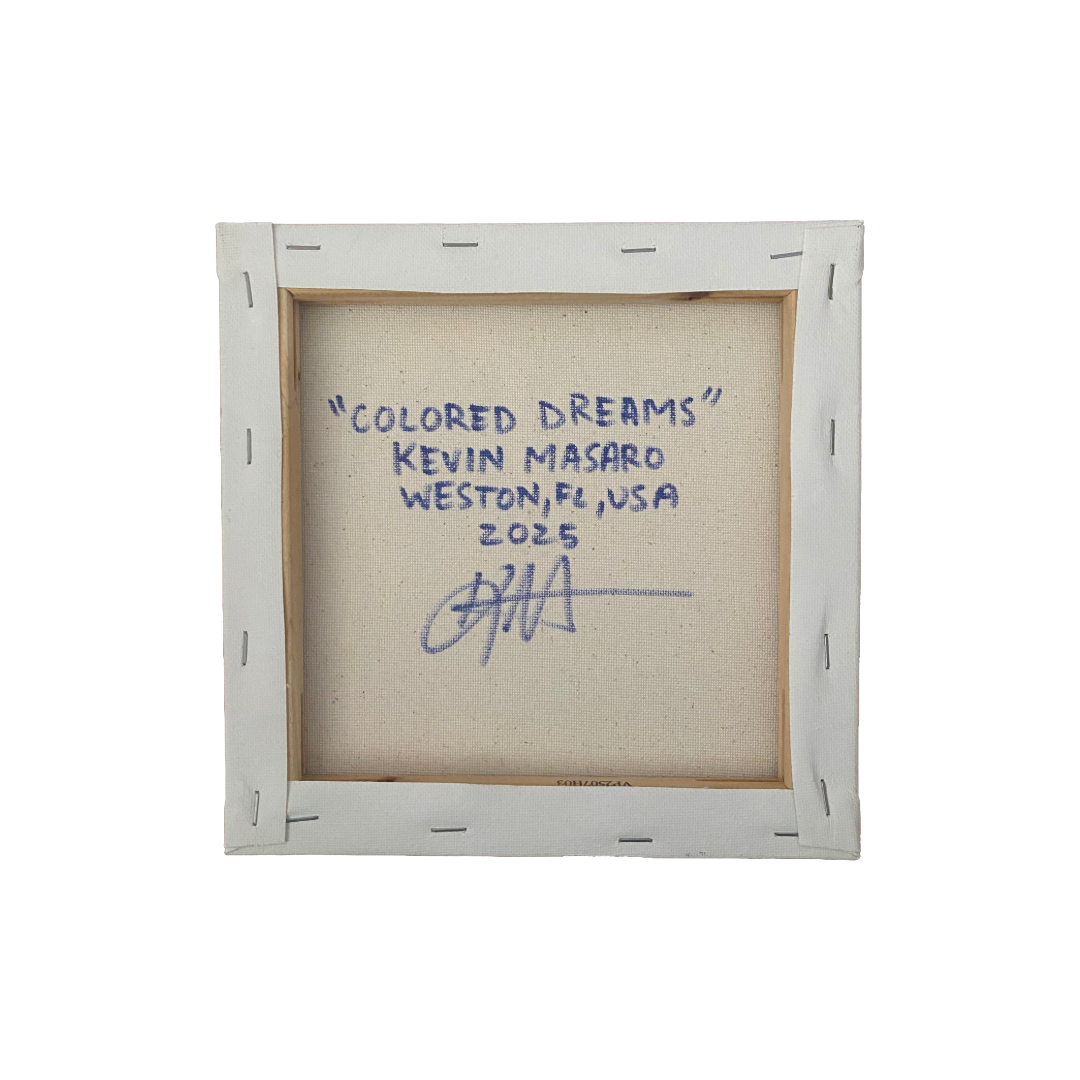 "COLORED DREAMS"
KEVIN MASARO
WESTON, FL, USA
2025